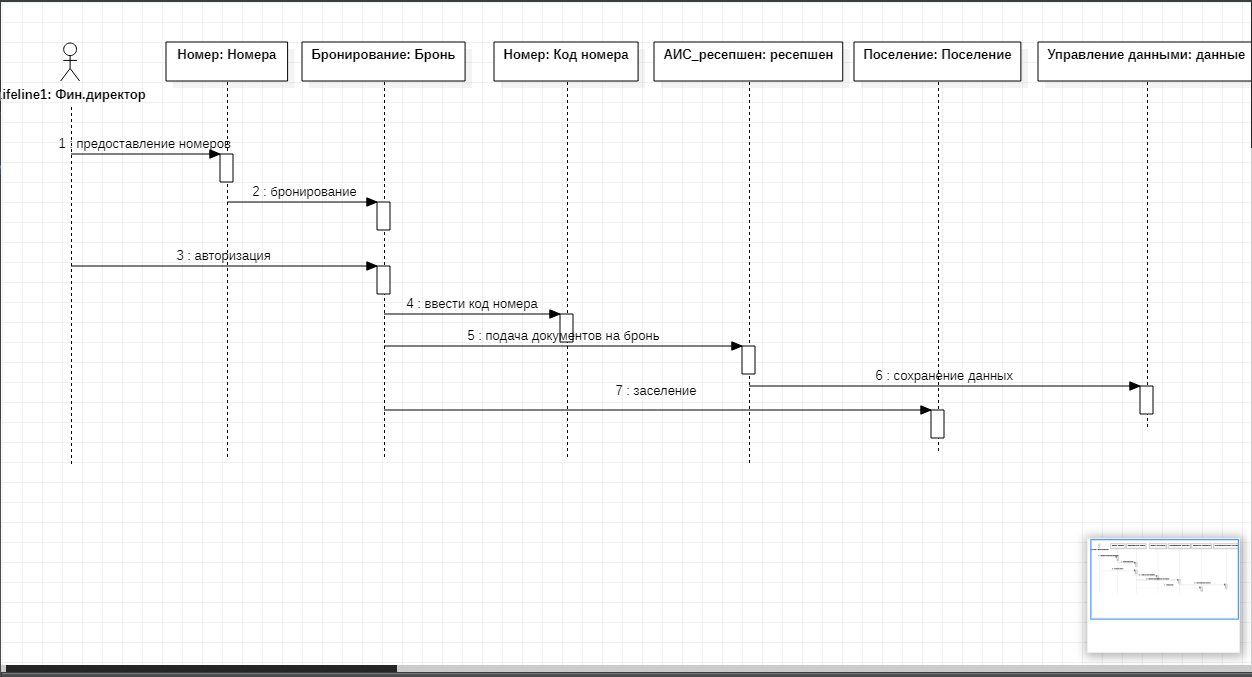 Номер: Номера
Бронирование: Бронь
Номер: Код номера
АИС_ресепшен: ресепшен
Поселение: Поселение
Управление данными: данные
ifeline1: Фин.директор
1 : предоставление номеров
2 : бронирование
3 : авторизация
4 : ввести код номера
5 : подача документов на бронь
6 : сохранение данных
7 : заселение